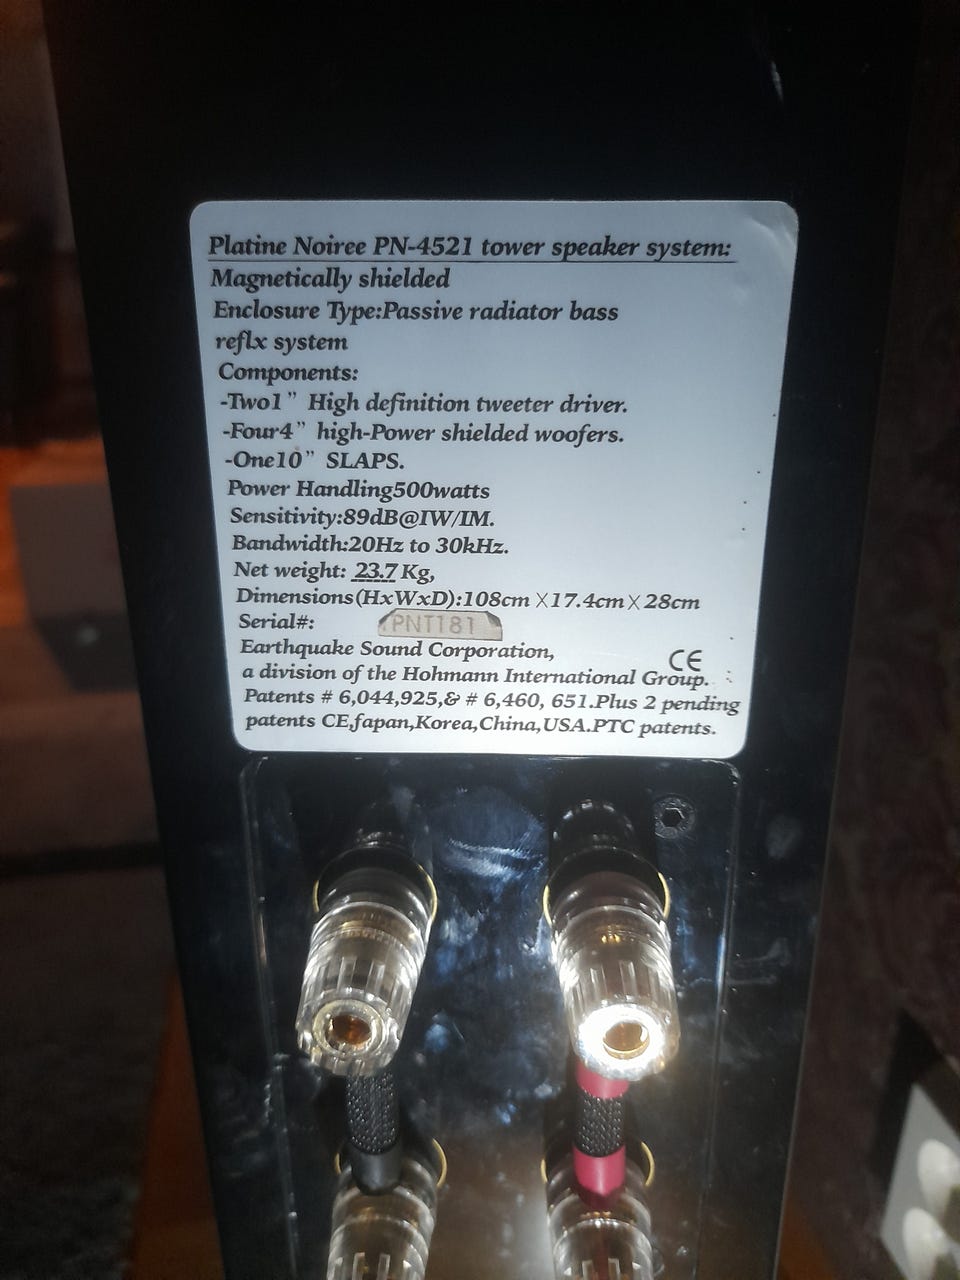 Platine Noiree PN-4521 tower speaker system:
Magnetically shielded
Enclosure Type:Passive radiator bass
reflx system
Components:
-Two1" High definition tweeter driver.
-Four4" high-Power shielded woofers.
-One10" SLAPS.
Power Handling500watts
Sensitivity:89dB@IW/IM.
Bandwidth:20Hz to 30kHz.
Net weight: 23.7 Kg,
Dimensions(HxWxD):108cm X17.4cmX28cm
Serial#: PNT181
Earthquake Sound Corporation,
CE
a division of the Hohmann International Group.
Patents # 6,044,925,& # 6,460, 651.Plus 2 pending
patents CE,fapan,Korea,China,USA.PTC patents.